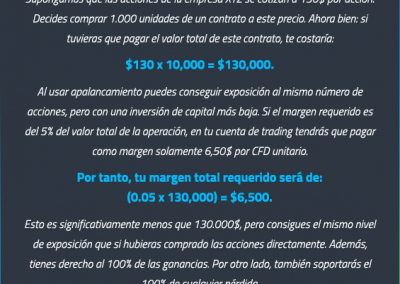 Supongamos que las acciones de la empresa XYZ se cotizan a 130$ por acción.
Decides comprar 1.000 unidades de un contrato a este precio. Ahora bien: si
tuvieras que pagar el valor total de este contrato, te costaría:
$130 x 10,000 = $130,000.
Al usar apalancamiento puedes conseguir exposición al mismo número de
acciones, pero con una inversión de capital más baja. Si el margen requerido es
del 5% del valor total de la operación, en tu cuenta de trading tendrás que pagar
como margen solamente 6,50$ por CFD unitario.
Por tanto, tu margen total requerido será de:
(0.05 x 130,000) = $6,500.
Esto es significativamente menos que 130.000$, pero consigues el mismo nivel
de exposición que si hubieras comprado las acciones directamente. Además,
tienes derecho al 100% de las ganancias. Por otro lado, también soportarás el
100% de cualquier pérdida.